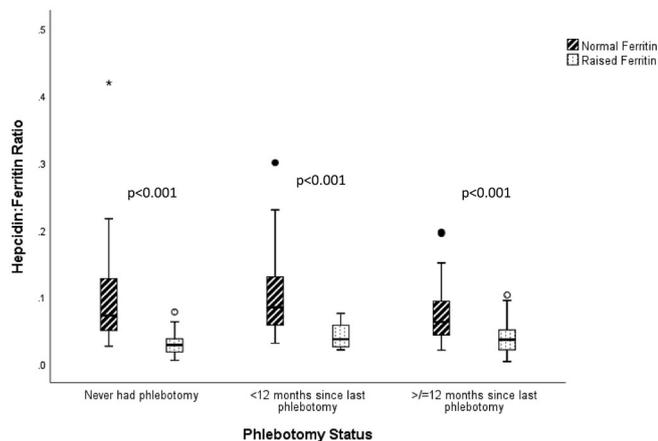 .5
Normal Ferritin
Raised Ferritin
.4
*
.3
p<0.001
p<0.001
p<0.001
.2
.1
.0
Hepcidin:Ferritin Ratio
Never had phlebotomy
<12 months since last
phlebotomy
>/=12 months since last
phlebotomy
Phlebotomy Status